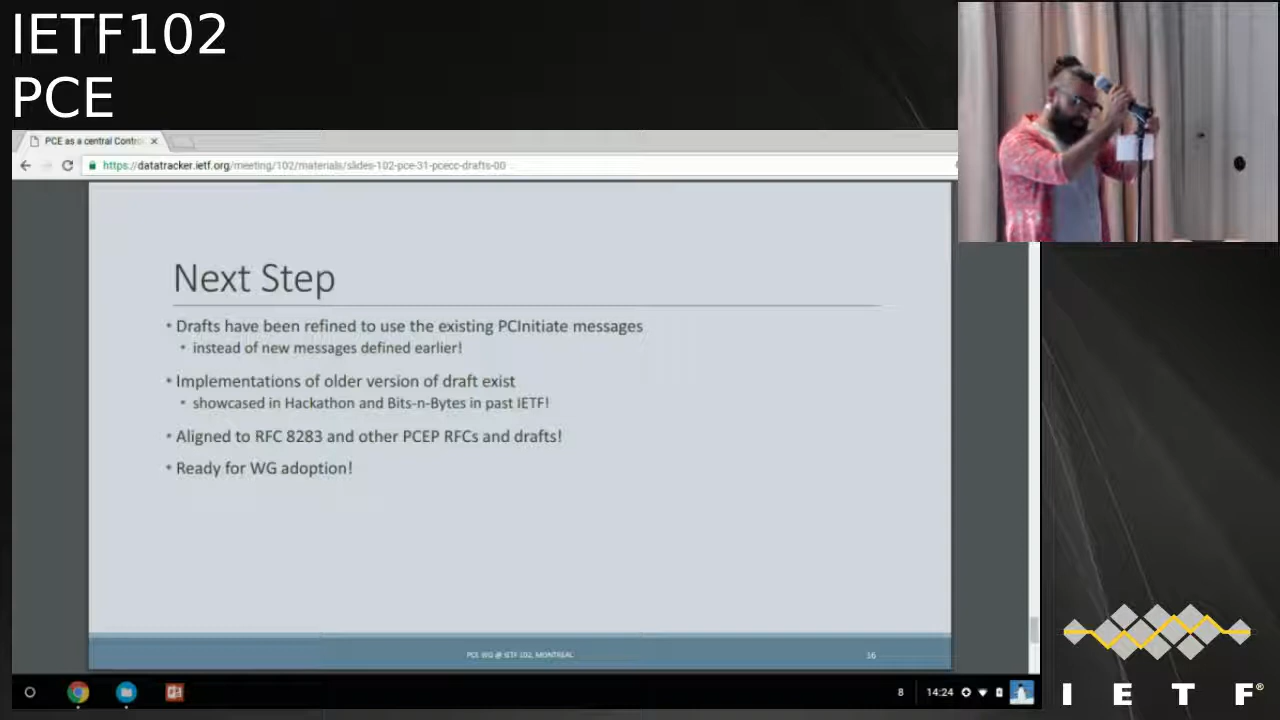 IETF102
PCE
PCE as a central Contro
https://datatracker.ietf.org/meeting/102/materials/slides-102-pce-31-pcecc-drafts-00
Next Step
• Drafts have been refined to use the existing PCInitiate messages
• instead of new messages defined earlier!
• Implementations of older version of draft exist
• showcased in Hackathon and Bits-n-Bytes in past IETF!
• Aligned to RFC 8283 and other PCEP RFCs and drafts!
• Ready for WG adoption!
PCE WG @ IETF 102, MONTREAL
16
8
14:24
I E T F®